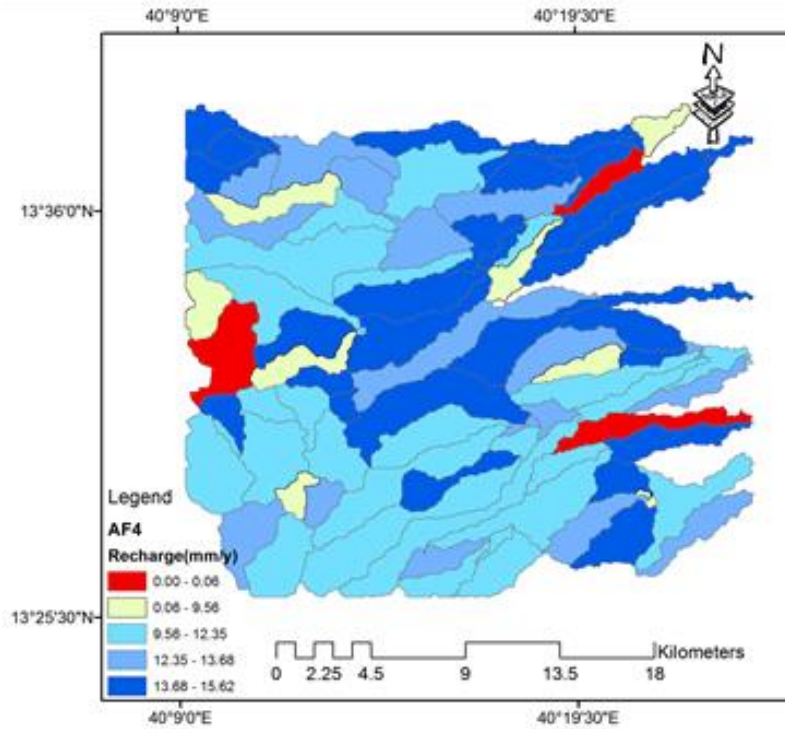 40°9'0"E 40°19'30"E
N
13°36'0"N
Legend
AF4
Recharge(mm/y)
0.00 - 0.06
0.06 - 9.56
9.56 - 12.35
12.35 - 13.68
13.68 - 15.62
13°25'30"N
Kilometers
0 2.25 4.5 9 13.5 18
40°9'0"E 40°19'30"E